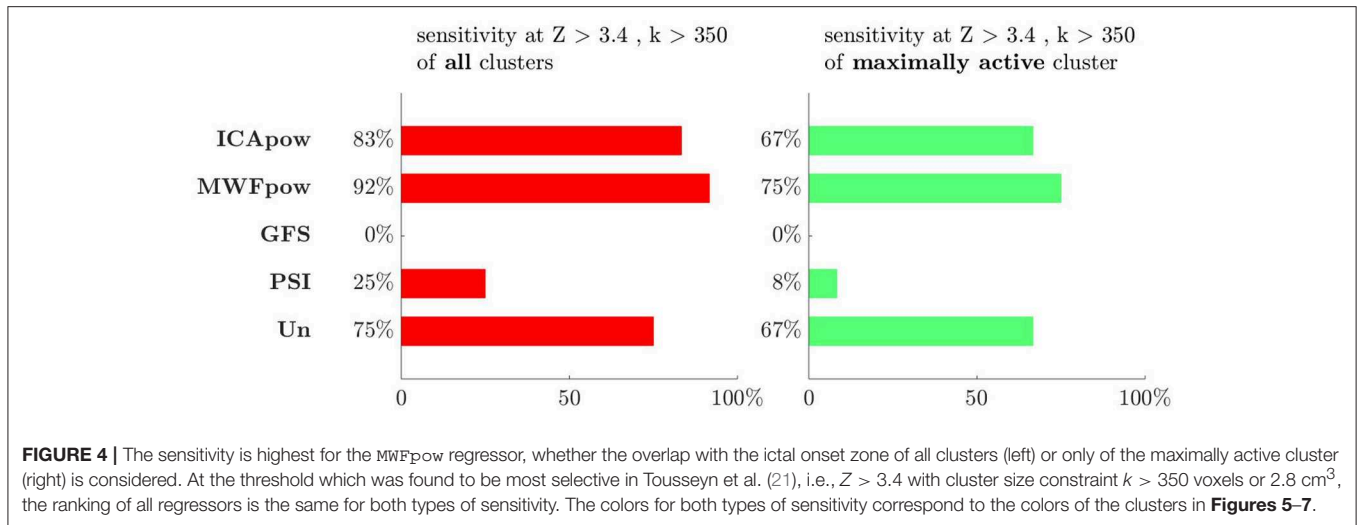 sensitivity at Z > 3.4 , k > 350
of all clusters
sensitivity at Z > 3.4 , k > 350
of maximally active cluster
ICApow 83% 67%
MWFpow 92% 75%
GFS 0% 0%
PSI 25% 8%
Un 75% 67%
0 50 100% 0 50 100%
FIGURE 4 | The sensitivity is highest for the MWFpow regressor, whether the overlap with the ictal onset zone of all clusters (left) or only of the maximally active cluster
(right) is considered. At the threshold which was found to be most selective in Tousseyn et al. (21), i.e., Z > 3.4 with cluster size constraint k > 350 voxels or 2.8 cm³,
the ranking of all regressors is the same for both types of sensitivity. The colors for both types of sensitivity correspond to the colors of the clusters in Figures 5–7.